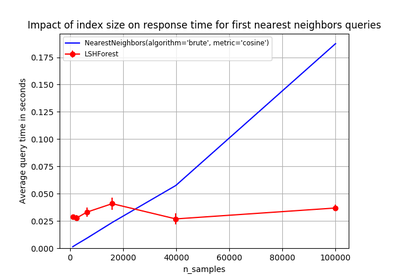 Impact of index size on response time for first nearest neighbors queries
NearestNeighbors(algorithm='brute', metric='cosine')
LSHForest
Average query time in seconds
0.175
0.150
0.125
0.100
0.075
0.050
0.025
0.000
0 20000 40000 60000 80000 100000
n_samples